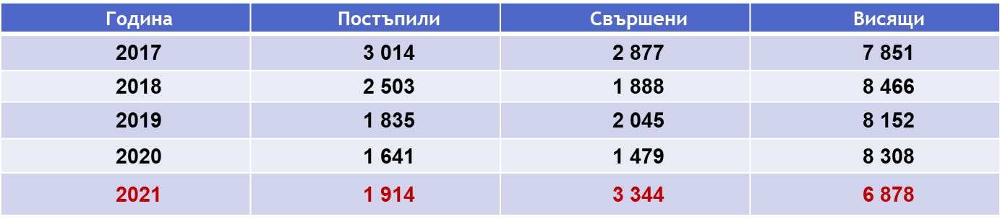 Година Постъпили Свършени Висящи
2017 3 014 2 877 7 851
2018 2 503 1 888 8 466
2019 1 835 2 045 8 152
2020 1 641 1 479 8 308
2021 1 914 3 344 6 878